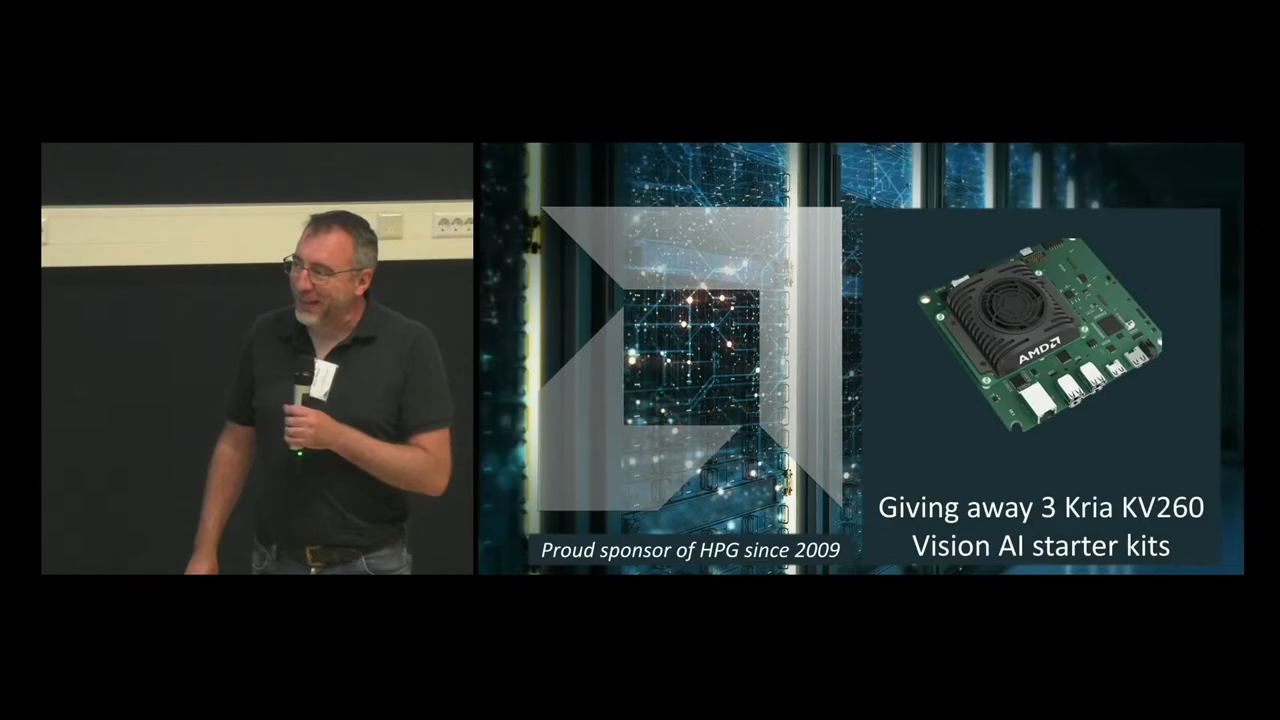 AMD
Giving away 3 Kria KV260
Vision AI starter kits
Proud sponsor of HPG since 2009